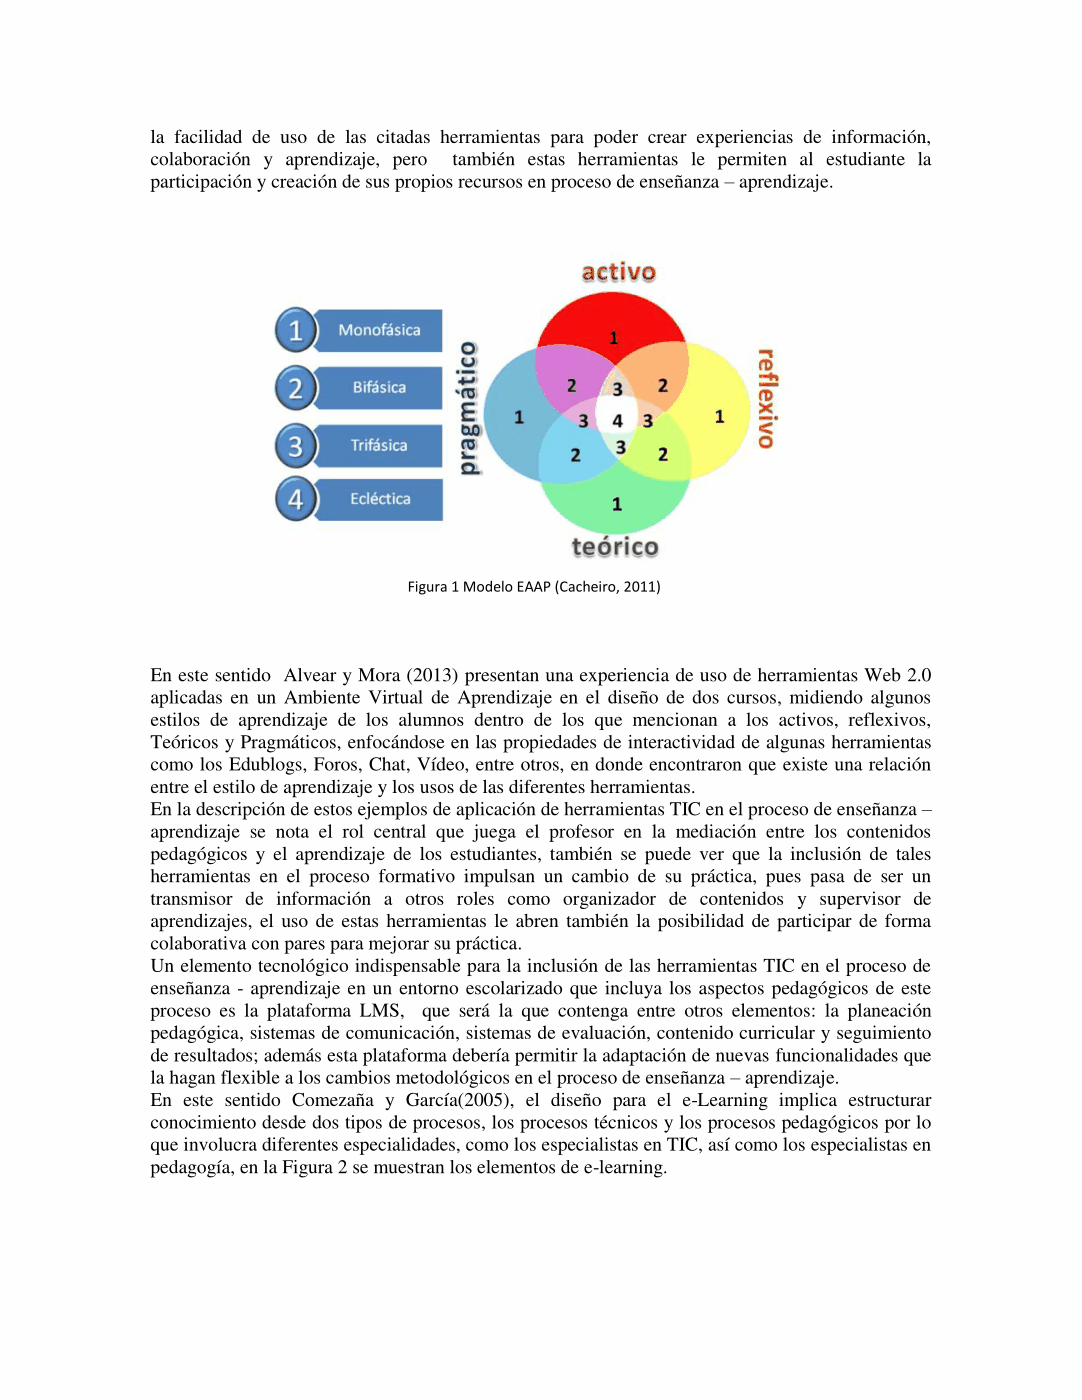 la facilidad de uso de las citadas herramientas para poder crear experiencias de información,
colaboración y aprendizaje, pero también estas herramientas le permiten al estudiante la
participación y creación de sus propios recursos en proceso de enseñanza – aprendizaje.
activo
1 Monofásica
2 Bifásica
3 Trifásica
4 Ecléctica
pragmático
reflexivo
1
2 3 2
1 3 4 3 1
2 3 2
1
teórico
Figura 1 Modelo EAAP (Cacheiro, 2011)
En este sentido Alvear y Mora (2013) presentan una experiencia de uso de herramientas Web 2.0
aplicadas en un Ambiente Virtual de Aprendizaje en el diseño de dos cursos, midiendo algunos
estilos de aprendizaje de los alumnos dentro de los que mencionan a los activos, reflexivos,
Teóricos y Pragmáticos, enfocándose en las propiedades de interactividad de algunas herramientas
como los Edublogs, Foros, Chat, Vídeo, entre otros, en donde encontraron que existe una relación
entre el estilo de aprendizaje y los usos de las diferentes herramientas.
En la descripción de estos ejemplos de aplicación de herramientas TIC en el proceso de enseñanza –
aprendizaje se nota el rol central que juega el profesor en la mediación entre los contenidos
pedagógicos y el aprendizaje de los estudiantes, también se puede ver que la inclusión de tales
herramientas en el proceso formativo impulsan un cambio de su práctica, pues pasa de ser un
transmisor de información a otros roles como organizador de contenidos y supervisor de
aprendizajes, el uso de estas herramientas le abren también la posibilidad de participar de forma
colaborativa con pares para mejorar su práctica.
Un elemento tecnológico indispensable para la inclusión de las herramientas TIC en el proceso de
enseñanza - aprendizaje en un entorno escolarizado que incluya los aspectos pedagógicos de este
proceso es la plataforma LMS, que será la que contenga entre otros elementos: la planeación
pedagógica, sistemas de comunicación, sistemas de evaluación, contenido curricular y seguimiento
de resultados; además esta plataforma debería permitir la adaptación de nuevas funcionalidades que
la hagan flexible a los cambios metodológicos en el proceso de enseñanza – aprendizaje.
En este sentido Comezaña y García(2005), el diseño para el e-Learning implica estructurar
conocimiento desde dos tipos de procesos, los procesos técnicos y los procesos pedagógicos por lo
que involucra diferentes especialidades, como los especialistas en TIC, así como los especialistas en
pedagogía, en la Figura 2 se muestran los elementos de e-learning.